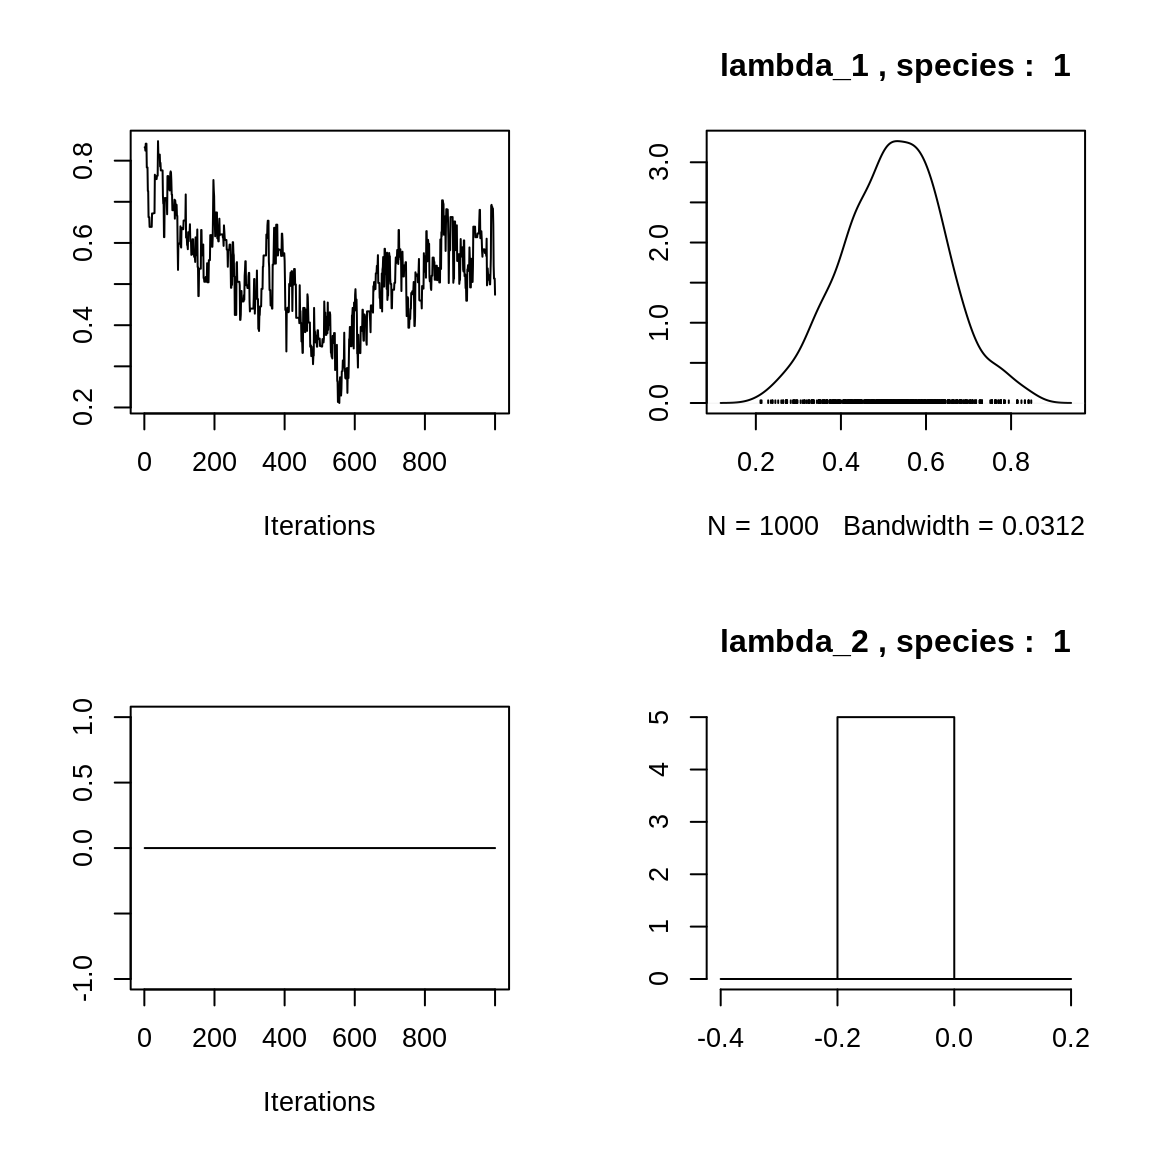 lambda_1 , species :  1
0.2 0.4 0.6 0.8
0 200 400 600 800
Iterations
0.0 1.0 2.0 3.0
0.2 0.4 0.6 0.8
N = 1000   Bandwidth = 0.0312
lambda_2 , species :  1
-1.0 0.0 0.5 1.0
0 200 400 600 800
Iterations
0 1 2 3 4 5
-0.4 -0.2 0.0 0.2